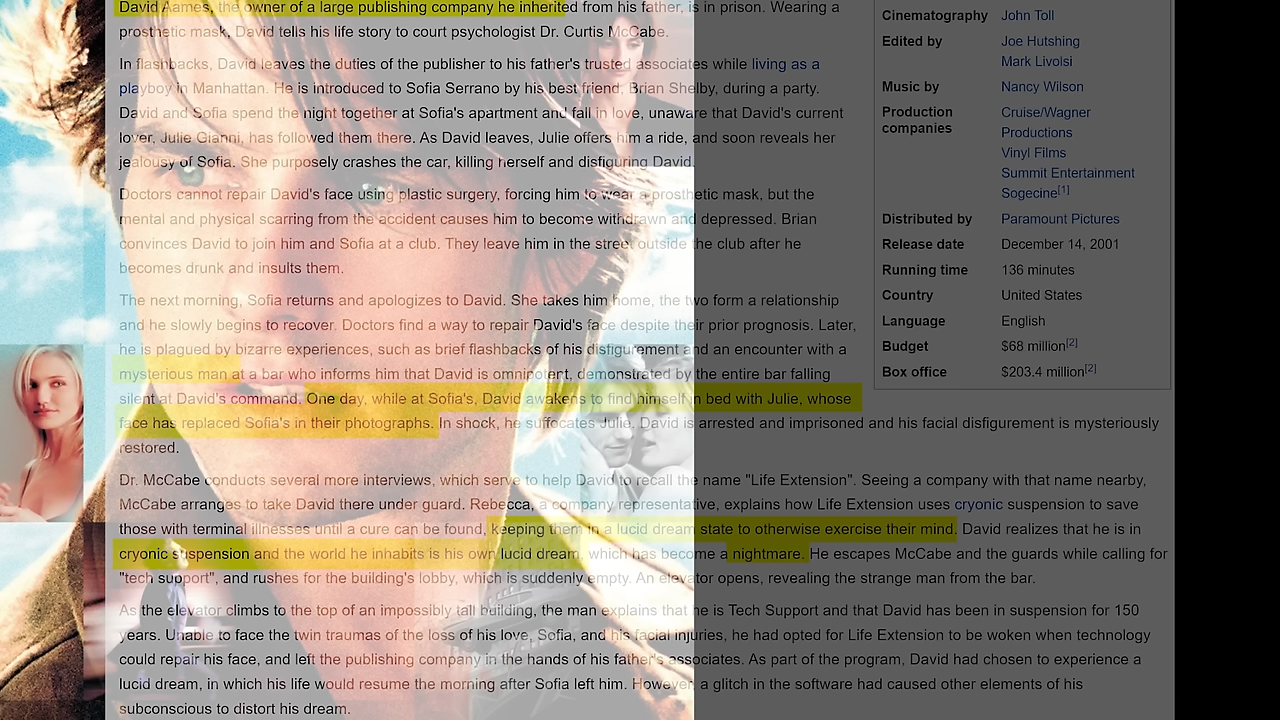 David Aames, the owner of a large publishing company he inherited from his father, is in prison. Wearing a
prosthetic mask, David tells his life story to court psychologist Dr. Curtis McCabe.
In flashbacks, David leaves the duties of the publisher to his father's trusted associates while living as a
playboy in Manhattan. He is introduced to Sofia Serrano by his best friend, Brian Shelby, during a party.
David and Sofia spend the night together at Sofia's apartment and fall in love, unaware that David's current
lover, Julie Gianni, has followed them there. As David leaves, Julie offers him a ride, and soon reveals her
jealousy of Sofia. She purposely crashes the car, killing herself and disfiguring David.
Doctors cannot repair David's face using plastic surgery, forcing him to wear a prosthetic mask, but the
mental and physical scarring from the accident causes him to become withdrawn and depressed. Brian
convinces David to join him and Sofia at a club. They leave him in the street outside the club after he
becomes drunk and insults them.
The next morning, Sofia returns and apologizes to David. She takes him home, the two form a relationship
and he slowly begins to recover. Doctors find a way to repair David's face despite their prior prognosis. Later,
he is plagued by bizarre experiences, such as brief flashbacks of his disfigurement and an encounter with a
mysterious man at a bar who informs him that David is omnipotent, demonstrated by the entire bar falling
silent at David's command. One day, while at Sofia's, David awakens to find himself in bed with Julie, whose
face has replaced Sofia's in their photographs. In shock, he suffocates Julie. David is arrested and imprisoned and his facial disfigurement is mysteriously
restored.
Dr. McCabe conducts several more interviews, which serve to help David to recall the name "Life Extension". Seeing a company with that name nearby,
McCabe arranges to take David there under guard. Rebecca, a company representative, explains how Life Extension uses cryonic suspension to save
those with terminal illnesses until a cure can be found, keeping them in a lucid dream state to otherwise exercise their mind. David realizes that he is in
cryonic suspension and the world he inhabits is his own lucid dream, which has become a nightmare. He escapes McCabe and the guards while calling for
"tech support", and rushes for the building's lobby, which is suddenly empty. An elevator opens, revealing the strange man from the bar.
As the elevator climbs to the top of an impossibly tall building, the man explains that he is Tech Support and that David has been in suspension for 150
years. Unable to face the twin traumas of the loss of his love, Sofia, and his facial injuries, he had opted for Life Extension to be woken when technology
could repair his face, and left the publishing company in the hands of his father's associates. As part of the program, David had chosen to experience a
lucid dream, in which his life would resume the morning after Sofia left him. However, a glitch in the software had caused other elements of his
subconscious to distort his dream.
Cinematography John Toll
Edited by Joe Hutshing
Mark Livolsi
Music by Nancy Wilson
Production Cruise/Wagner
companies Productions
Vinyl Films
Summit Entertainment
Sogecine[1]
Distributed by Paramount Pictures
Release date December 14, 2001
Running time 136 minutes
Country United States
Language English
Budget $68 million[2]
Box office $203.4 million[2]